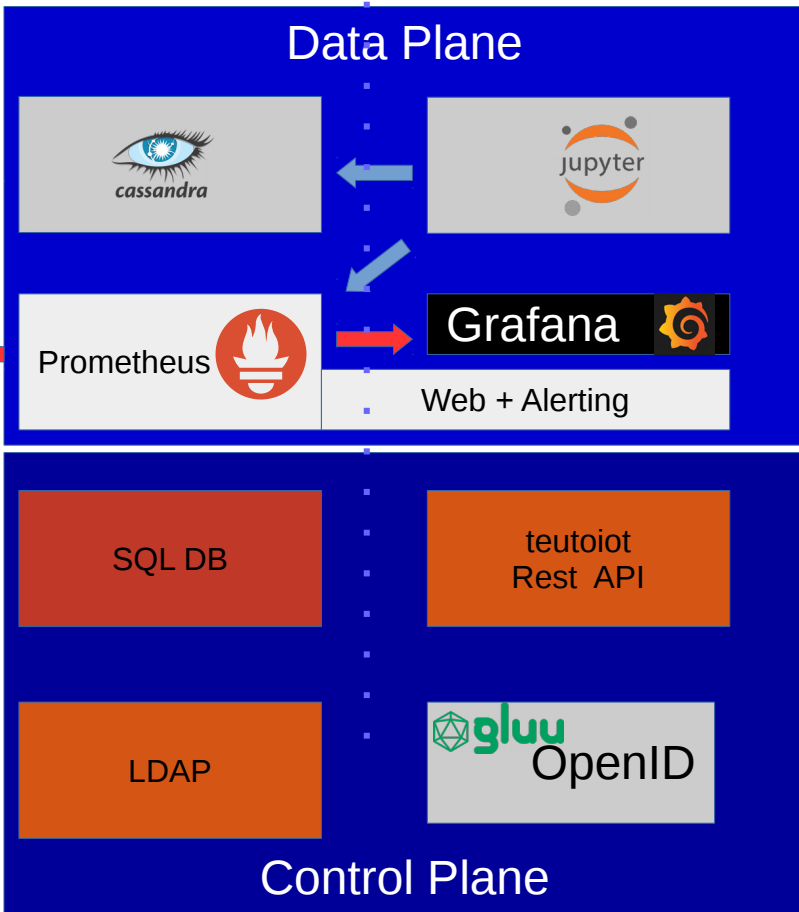 Data Plane
cassandra
jupyter
Prometheus
Grafana
Web + Alerting
SQL DB
teutoiot
Rest API
LDAP
gluu
OpenID
Control Plane